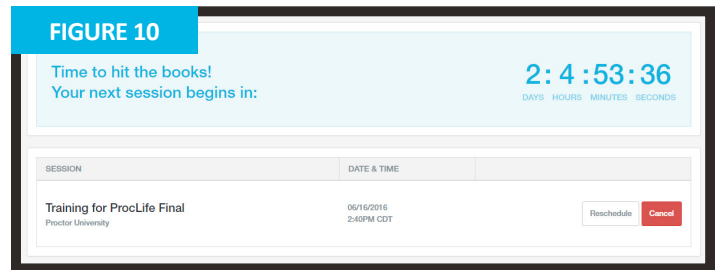 FIGURE 10
Time to hit the books!
Your next session begins in:
2: 4 :53: 36
DAYS HOURS MINUTES SECONDS
SESSION DATE & TIME
Training for ProcLife Final
Proctor University
06/16/2016
2:40PM CDT
Reschedule Cancel